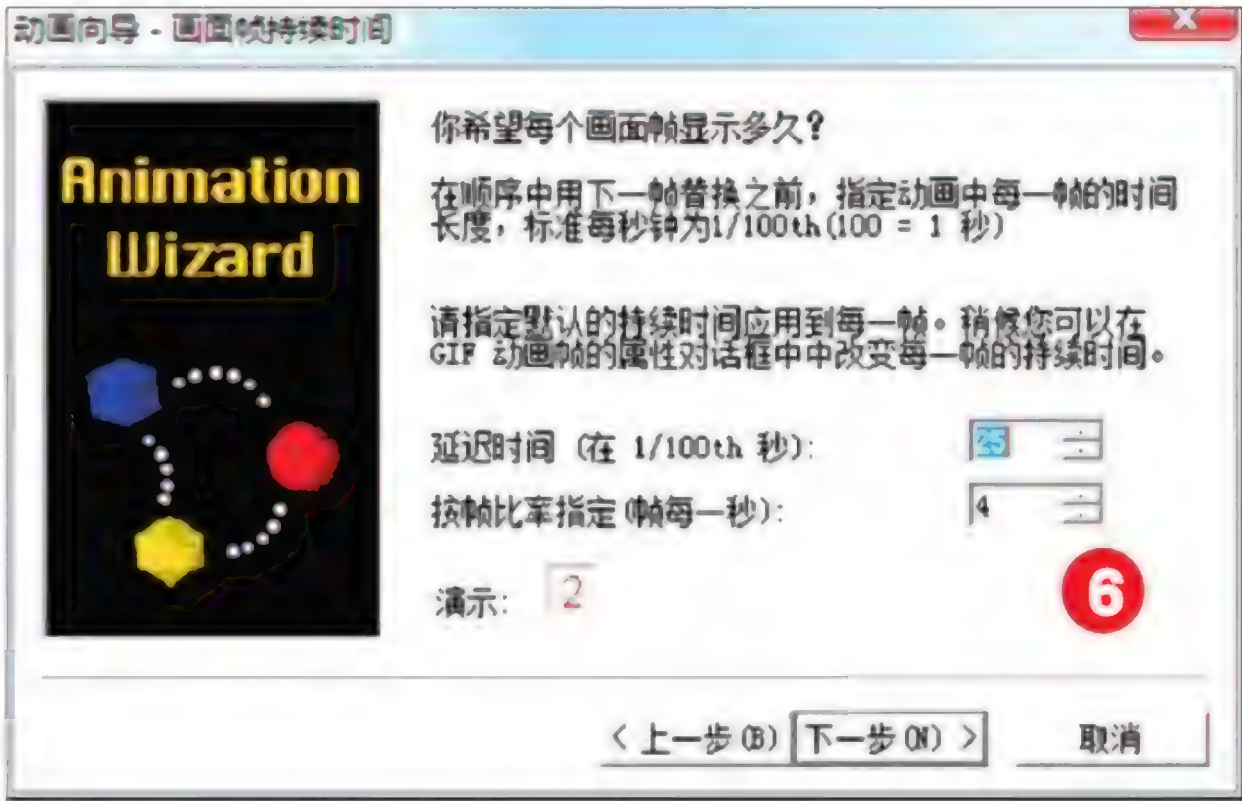 动画向导 - 画面帧持续时间
X
Animation
Wizard
你希望每个画面帧显示多久?
在顺序中用下一帧替换之前，指定动画中每一帧的时间
长度，标准每秒钟为1/100th(100 = 1 秒)
请指定默认的持续时间应用到每一帧。稍候您可以在
GIF 动画帧的属性对话框中中改变每一帧的持续时间。
延迟时间 (在 1/100th 秒): 25
按帧比率指定(帧每一秒): 4
演示: 2
6
< 上一步(B) 下一步(N) > 取消